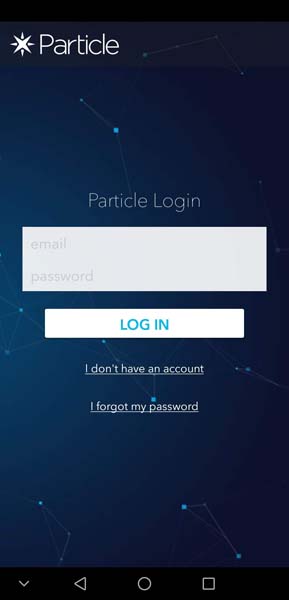 Particle
Particle Login
email
password
LOG IN
I don't have an account
I forgot my password